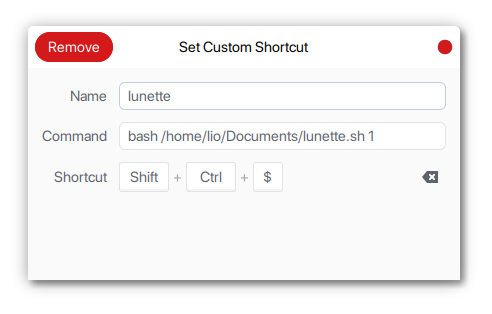 Remove Set Custom Shortcut
Name lunette
Command bash /home/lio/Documents/lunette.sh 1
Shortcut Shift + Ctrl + $